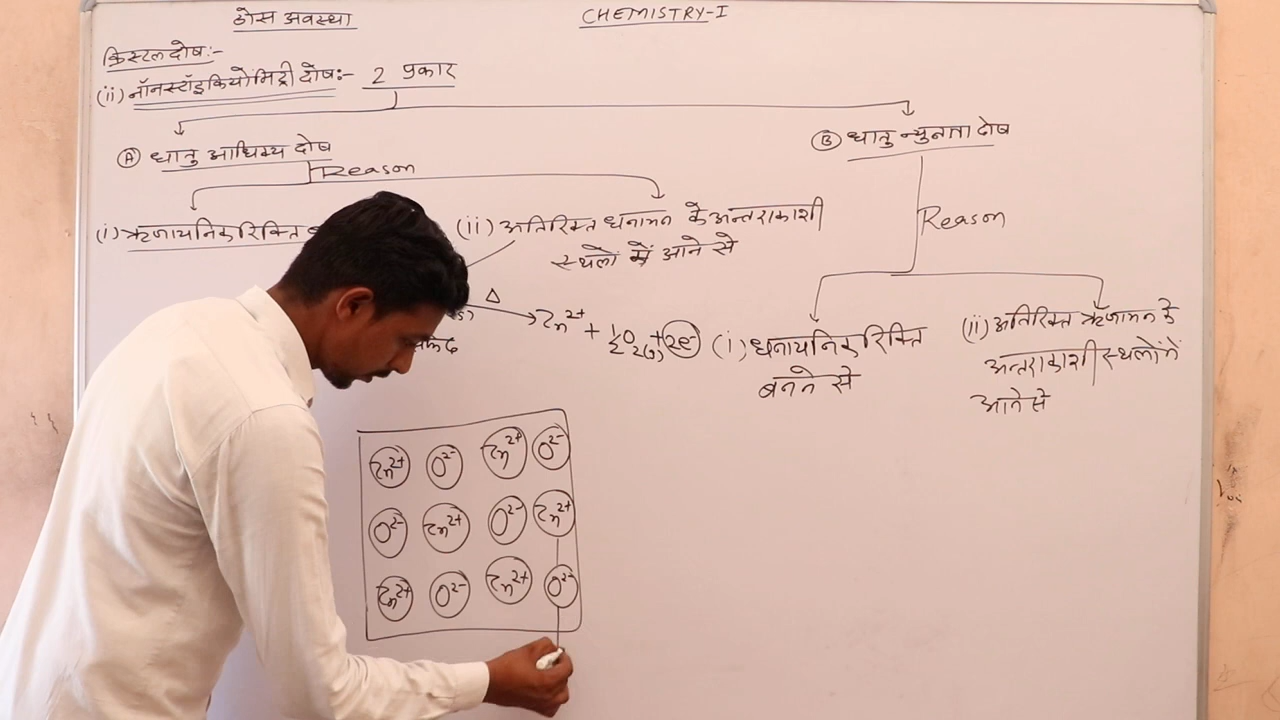 ठोस अवस्था
CHEMISTRY-I
क्रिस्टल दोष:-
(ii) नॉनस्टॉइकियोमिट्री दोष:- 2 प्रकार
(A) धातु आधिक्य दोष
(B) धातु न्युनता दोष
Reason
Reason
(i) ऋणायनिक रिक्ति
(ii) अतिरिक्त धनायन के अन्तराकाशी
स्थलों में आने से
Δ
(s) → Zn²⁺ + ½O₂(g) + 2e⁻
(i) धनायनिक रिक्ति
बनने से
(ii) अतिरिक्त ऋणायन के
अन्तराकाशी स्थलों में
आने से
Zn²⁺ O²⁻ Zn²⁺ O²⁻
O²⁻ Zn²⁺ O²⁻ Zn²⁺
Zn²⁺ O²⁻ Zn²⁺ O²⁻